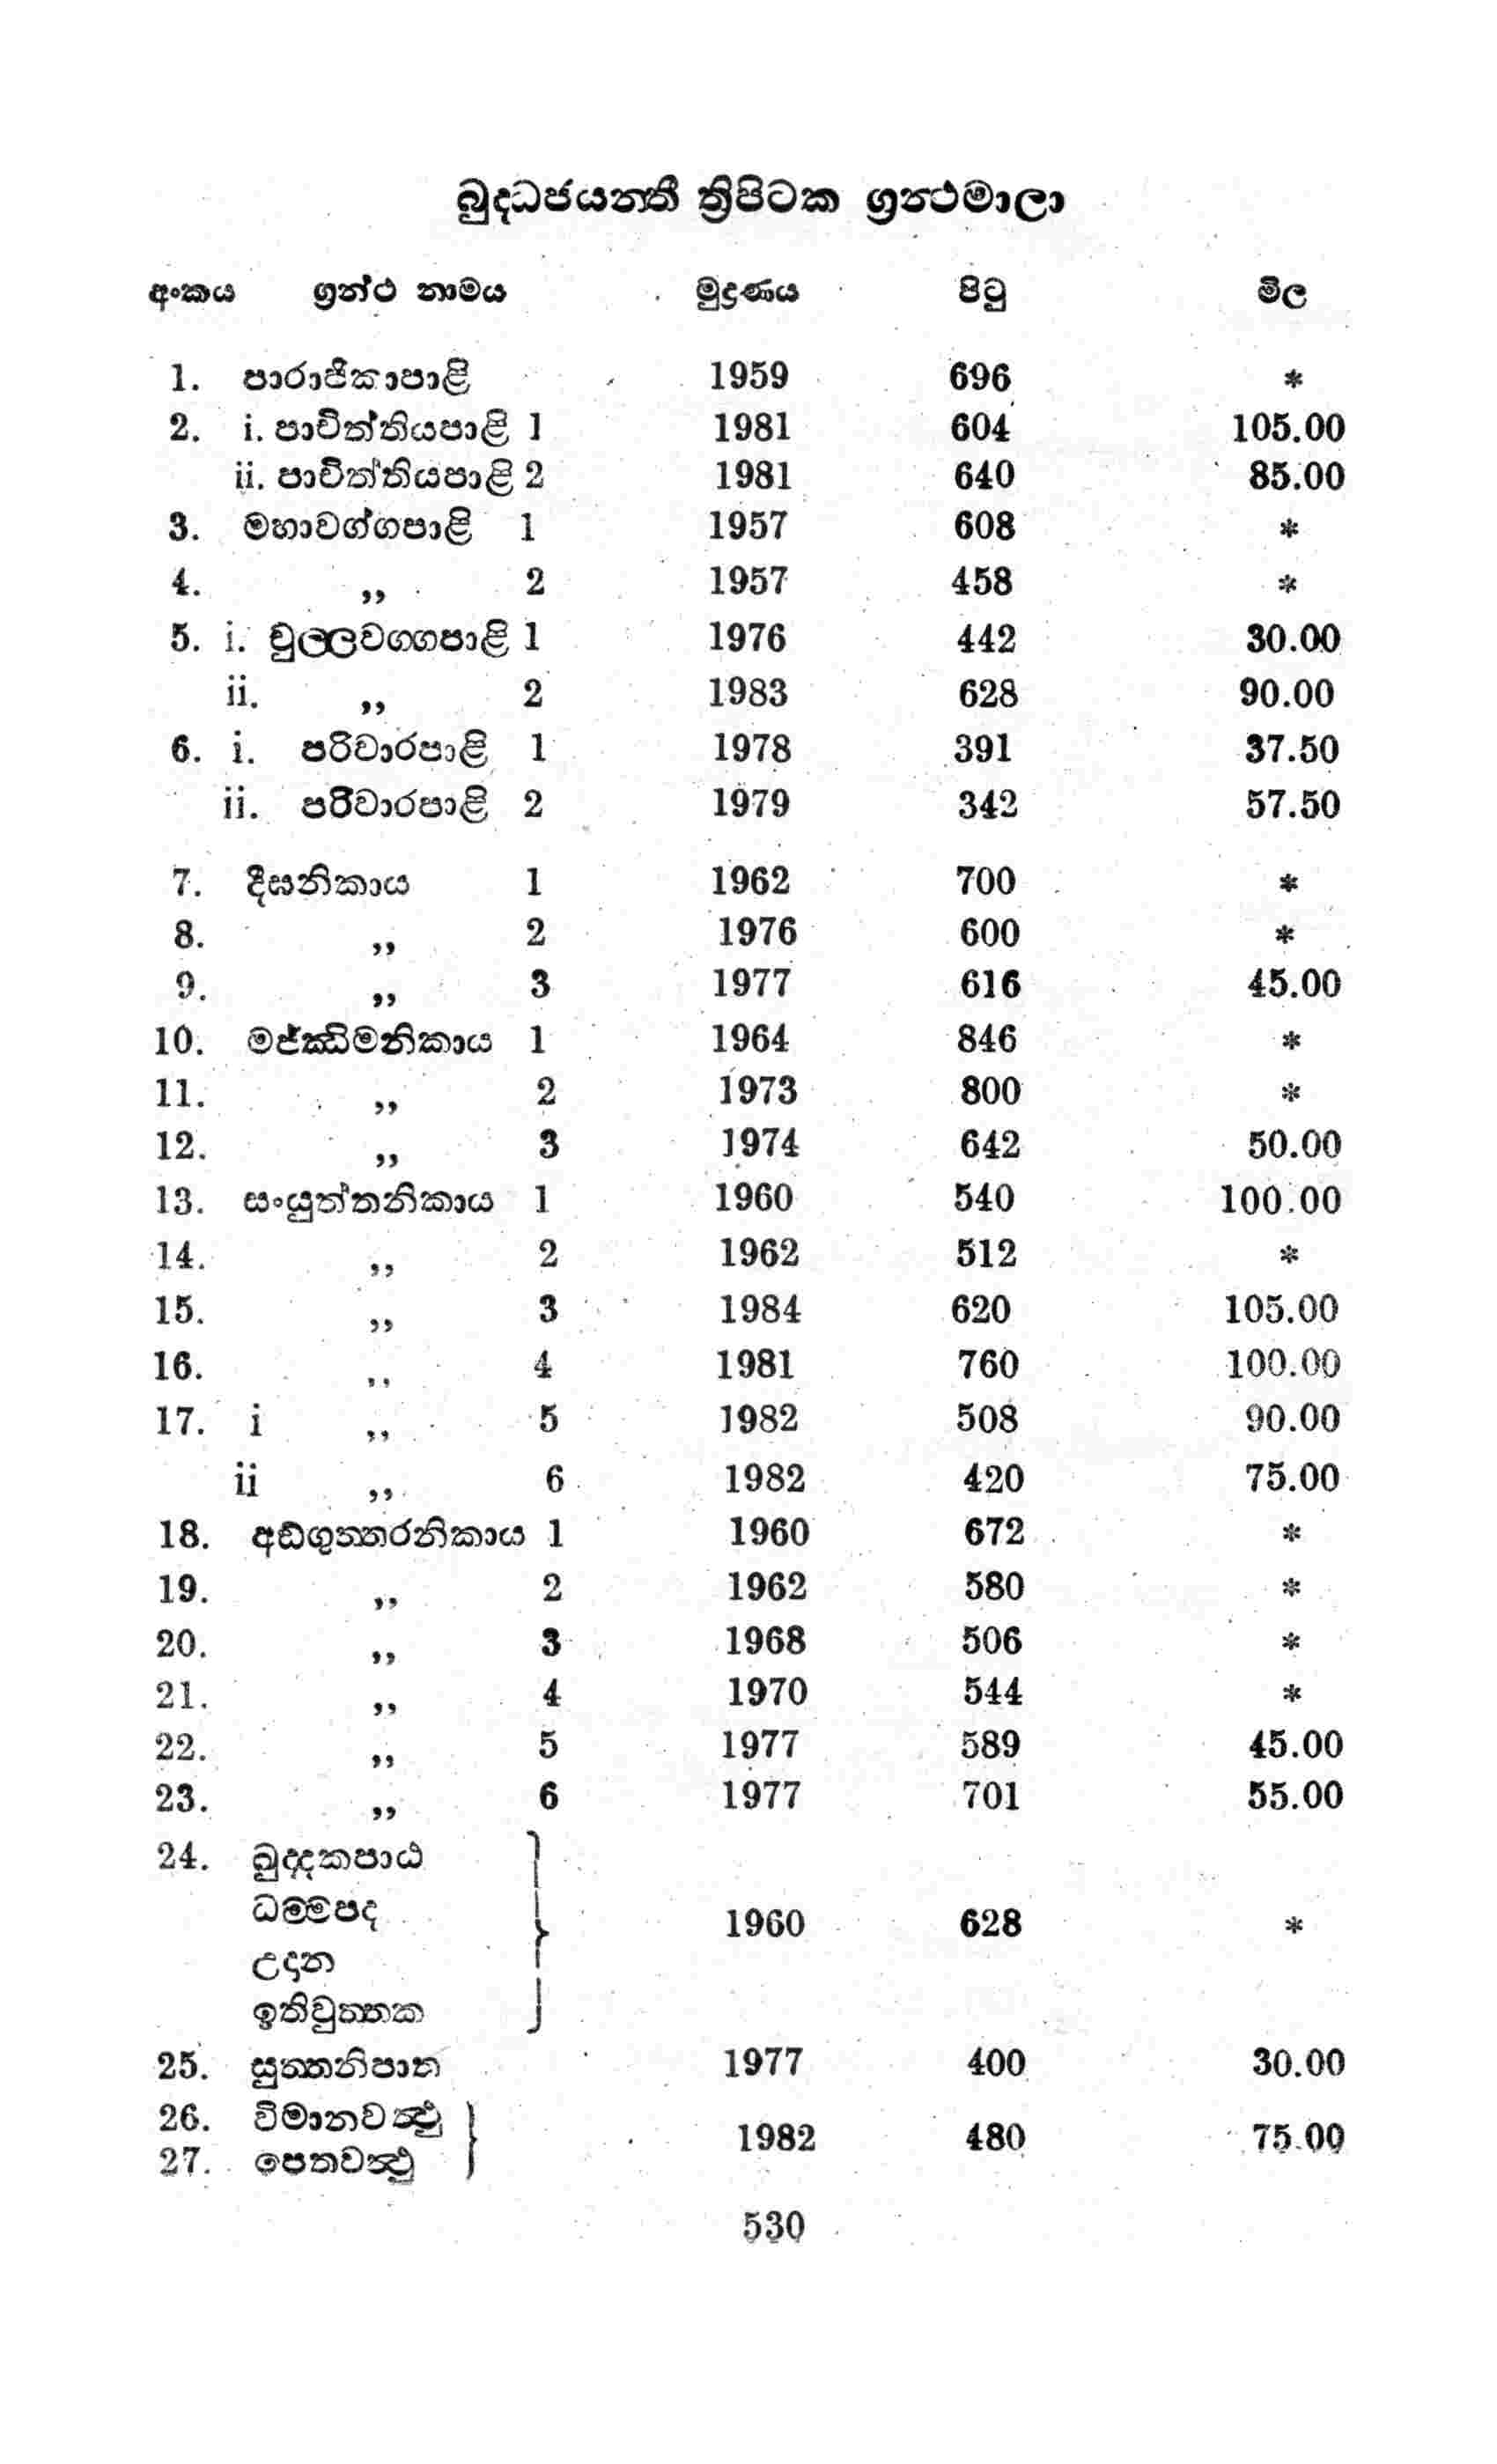 බුද්ධජයන්තී ත්‍රිපිටක ග්‍රන්ථමාලා
අංකය ග්‍රන්ථ නාමය මුද්‍රණය පිටු මිල
1. පාරාජිකාපාළි 1959 696 *
2. i. පාචිත්තියපාළි 1 1981 604 105.00
ii. පාචිත්තියපාළි 2 1981 640 85.00
3. මහාවග්ගපාළි 1 1957 608 *
4. ,, 2 1957 458 *
5. i. චුල්ලවග්ගපාළි 1 1976 442 30.00
ii. ,, 2 1983 628 90.00
6. i. පරිවාරපාළි 1 1978 391 37.50
ii. පරිවාරපාළි 2 1979 342 57.50
7. දීඝනිකාය 1 1962 700 *
8. ,, 2 1976 600 *
9. ,, 3 1977 616 45.00
10. මජ්ඣිමනිකාය 1 1964 846 *
11. ,, 2 1973 800 *
12. ,, 3 1974 642 50.00
13. සංයුත්තනිකාය 1 1960 540 100.00
14. ,, 2 1962 512 *
15. ,, 3 1984 620 105.00
16. ,, 4 1981 760 100.00
17. i ,, 5 1982 508 90.00
ii ,, 6 1982 420 75.00
18. අඞ්ගුත්තරනිකාය 1 1960 672 *
19. ,, 2 1962 580 *
20. ,, 3 1968 506 *
21. ,, 4 1970 544 *
22. ,, 5 1977 589 45.00
23. ,, 6 1977 701 55.00
24. ඛුද්දකපාඨ
ධම්මපද
1960 628 *
උදාන
ඉතිවුත්තක
25. සුත්තනිපාත 1977 400 30.00
26. විමානවත්ථු
1982 480 75.00
27. පෙතවත්ථු
530